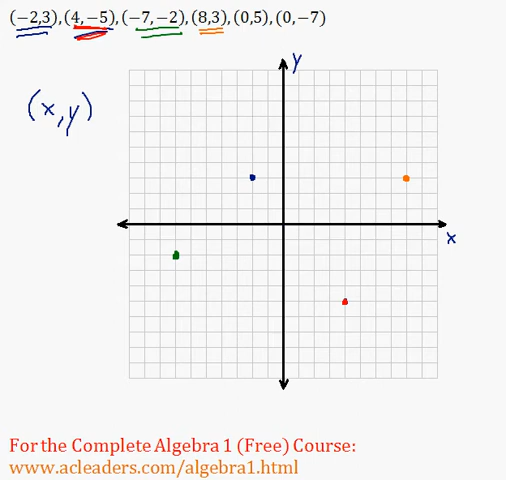 (−2,3),(4,−5),(−7,−2),(8,3),(0,5),(0,−7)
y
(x,y)
x
For the Complete Algebra 1 (Free) Course:
www.acleaders.com/algebra1.html